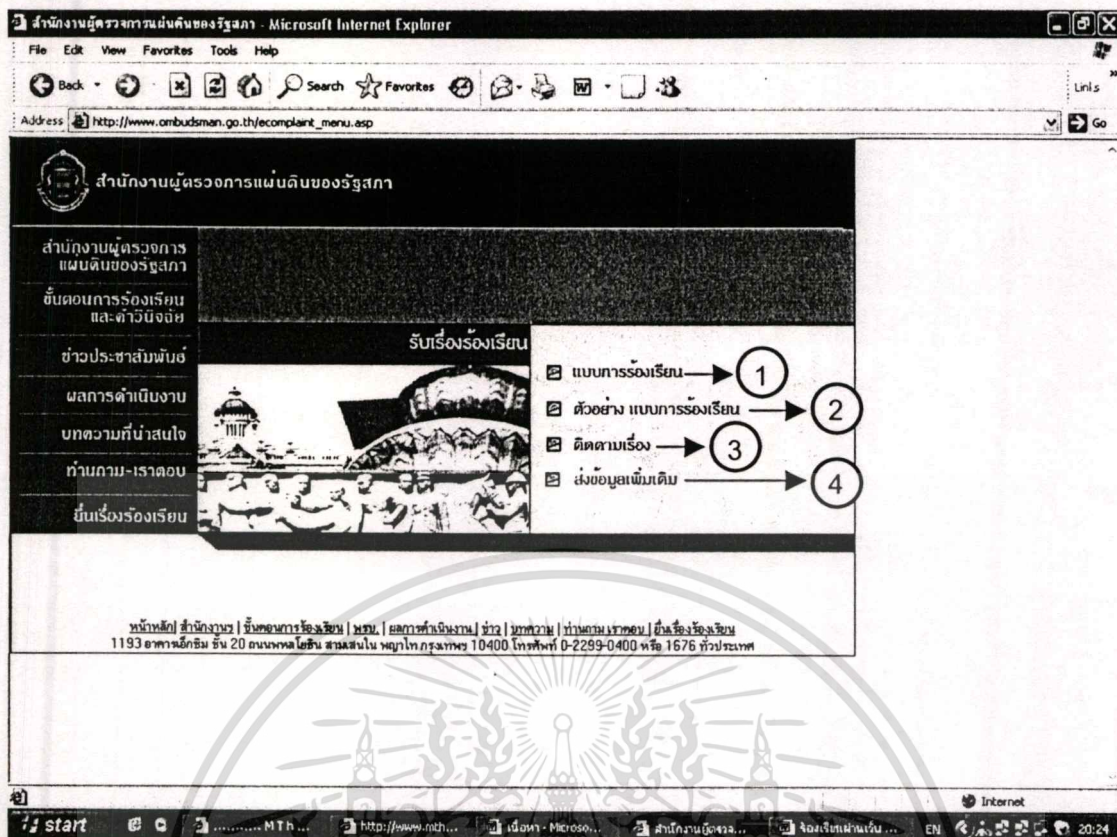 สำนักงานผู้ตรวจการแผ่นดินของรัฐสภา - Microsoft Internet Explorer
File Edit View Favorites Tools Help
Back Search Favorites
Links
Address http://www.ombudsman.go.th/ecomplaint_menu.asp Go
สำนักงานผู้ตรวจการแผ่นดินของรัฐสภา
สำนักงานผู้ตรวจการ
แผ่นดินของรัฐสภา
ขั้นตอนการร้องเรียน
และคำวินิจฉัย
ข่าวประชาสัมพันธ์
ผลการดำเนินงาน
บทความที่น่าสนใจ
ท่านถาม-เราตอบ
ยื่นเรื่องร้องเรียน
รับเรื่องร้องเรียน
แบบการร้องเรียน 1
ตัวอย่าง แบบการร้องเรียน 2
ติดตามเรื่อง 3
ส่งข้อมูลเพิ่มเติม 4
หน้าหลัก| สำนักงานฯ | ขั้นตอนการร้องเรียน | พรบ. | ผลการดำเนินงาน | ข่าว | บทความ | ท่านถาม เราตอบ | ยื่นเรื่องร้องเรียน
1193 อาคารเอ็กซิม ชั้น 20 ถนนพหลโยธิน สามเสนใน พญาไท กรุงเทพฯ 10400 โทรศัพท์ 0-2299-0400 หรือ 1676 ทั่วประเทศ
Internet
start .......... MTh... http://www.mth... เนื้อหา - Microso... สำนักงานผู้ตรวจ... ร้องเรียนผ่านเว็บ ... EN 20:24